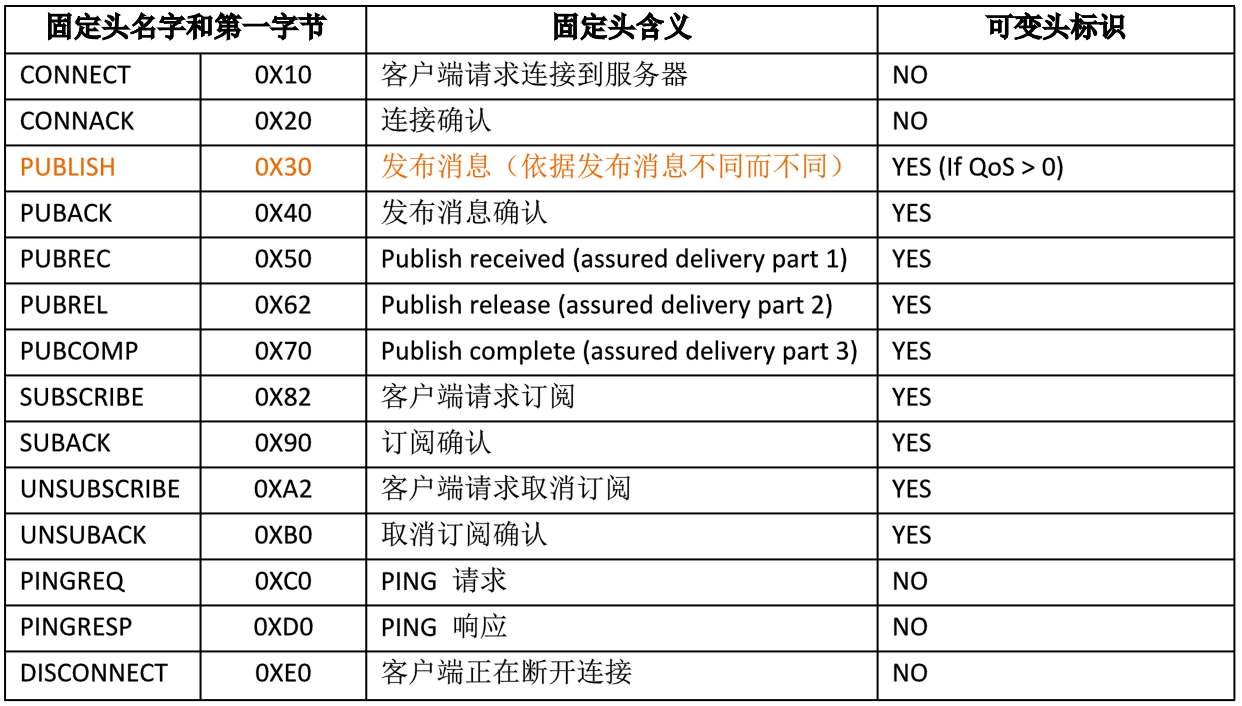 固定头名字和第一字节 固定头含义 可变头标识
CONNECT 0X10 客户端请求连接到服务器 NO
CONNACK 0X20 连接确认 NO
PUBLISH 0X30 发布消息（依据发布消息不同而不同） YES (If QoS > 0)
PUBACK 0X40 发布消息确认 YES
PUBREC 0X50 Publish received (assured delivery part 1) YES
PUBREL 0X62 Publish release (assured delivery part 2) YES
PUBCOMP 0X70 Publish complete (assured delivery part 3) YES
SUBSCRIBE 0X82 客户端请求订阅 YES
SUBACK 0X90 订阅确认 YES
UNSUBSCRIBE 0XA2 客户端请求取消订阅 YES
UNSUBACK 0XB0 取消订阅确认 YES
PINGREQ 0XC0 PING 请求 NO
PINGRESP 0XD0 PING 响应 NO
DISCONNECT 0XE0 客户端正在断开连接 NO